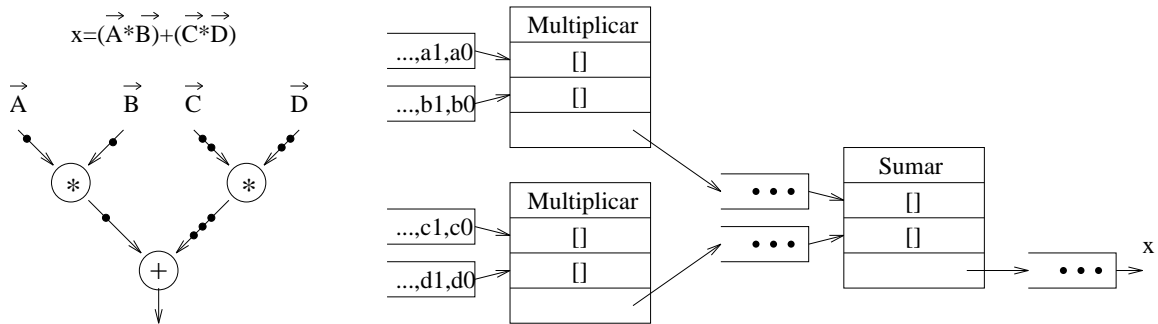 x=(A*B)+(C*D)
A B C D
* *
+
Multiplicar
...,a1,a0 []
...,b1,b0 []
Multiplicar
...,c1,c0 []
...,d1,d0 []
Sumar
[]
[]
x